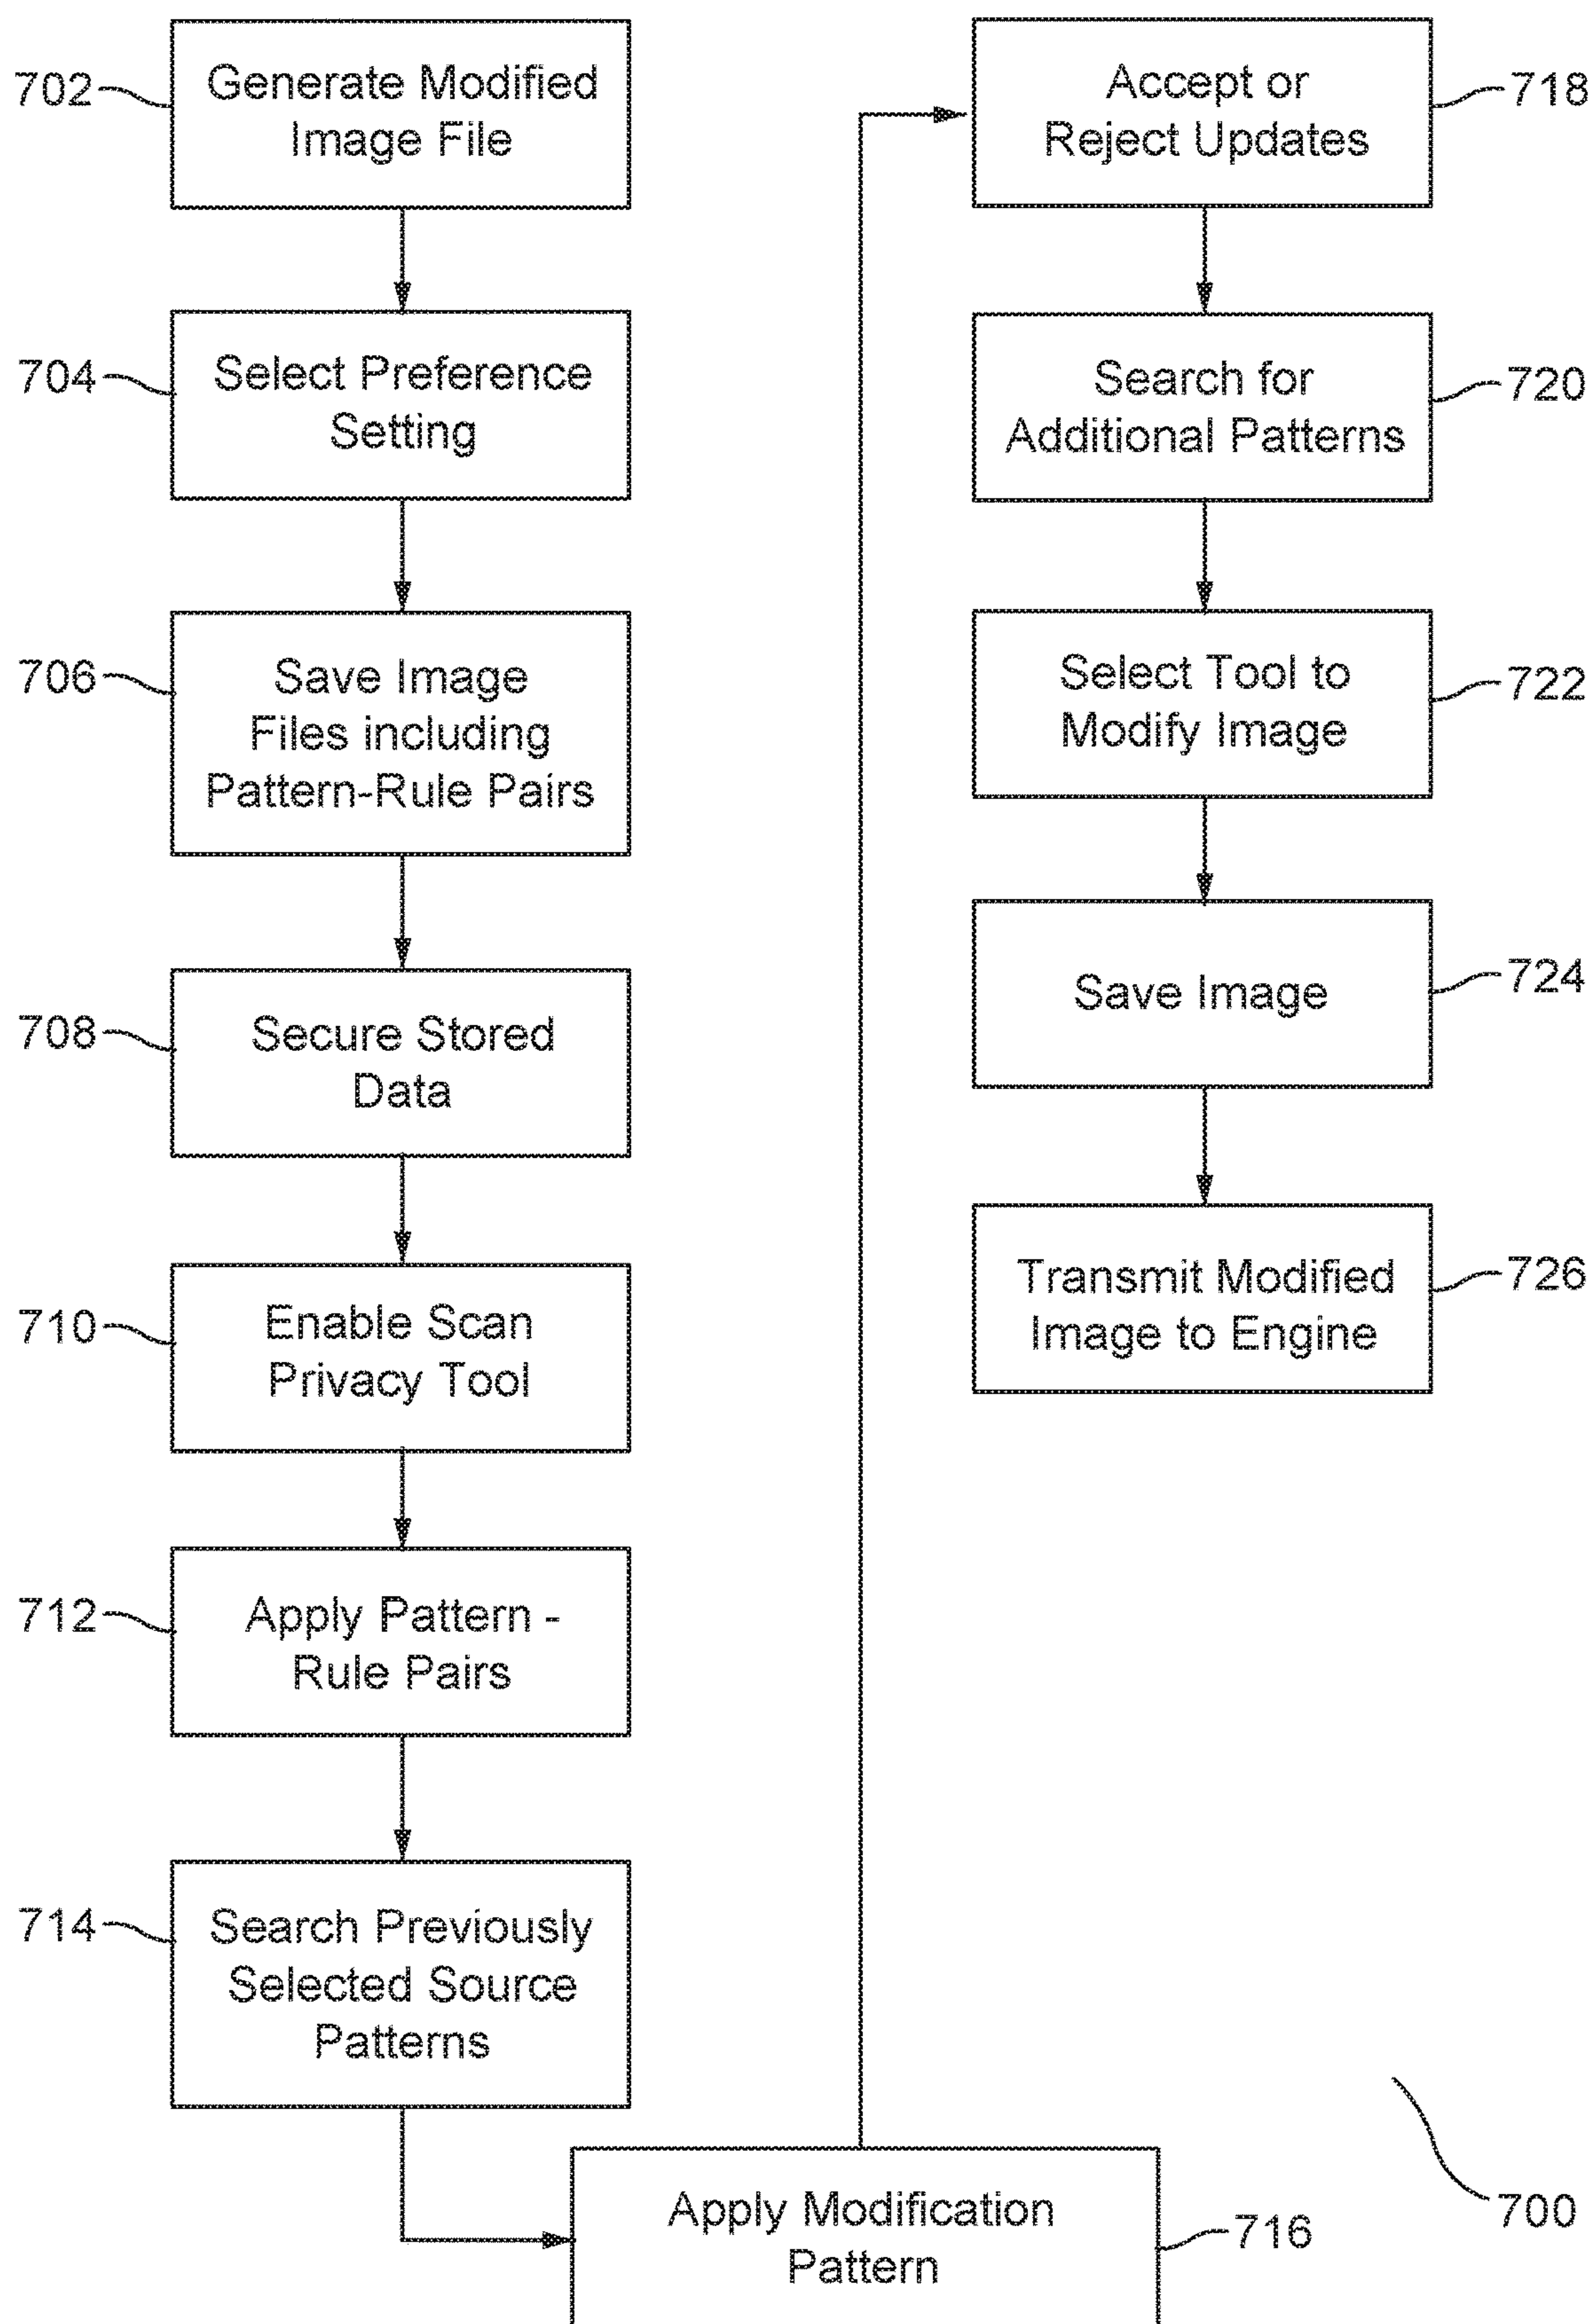 702
Generate Modified
Image File
704
Select Preference
Setting
706
Save Image
Files including
Pattern-Rule Pairs
708
Secure Stored
Data
710
Enable Scan
Privacy Tool
712
Apply Pattern -
Rule Pairs
714
Search Previously
Selected Source
Patterns
Apply Modification
Pattern
716
Accept or
Reject Updates
718
Search for
Additional Patterns
720
Select Tool to
Modify Image
722
Save Image
724
Transmit Modified
Image to Engine
726
700